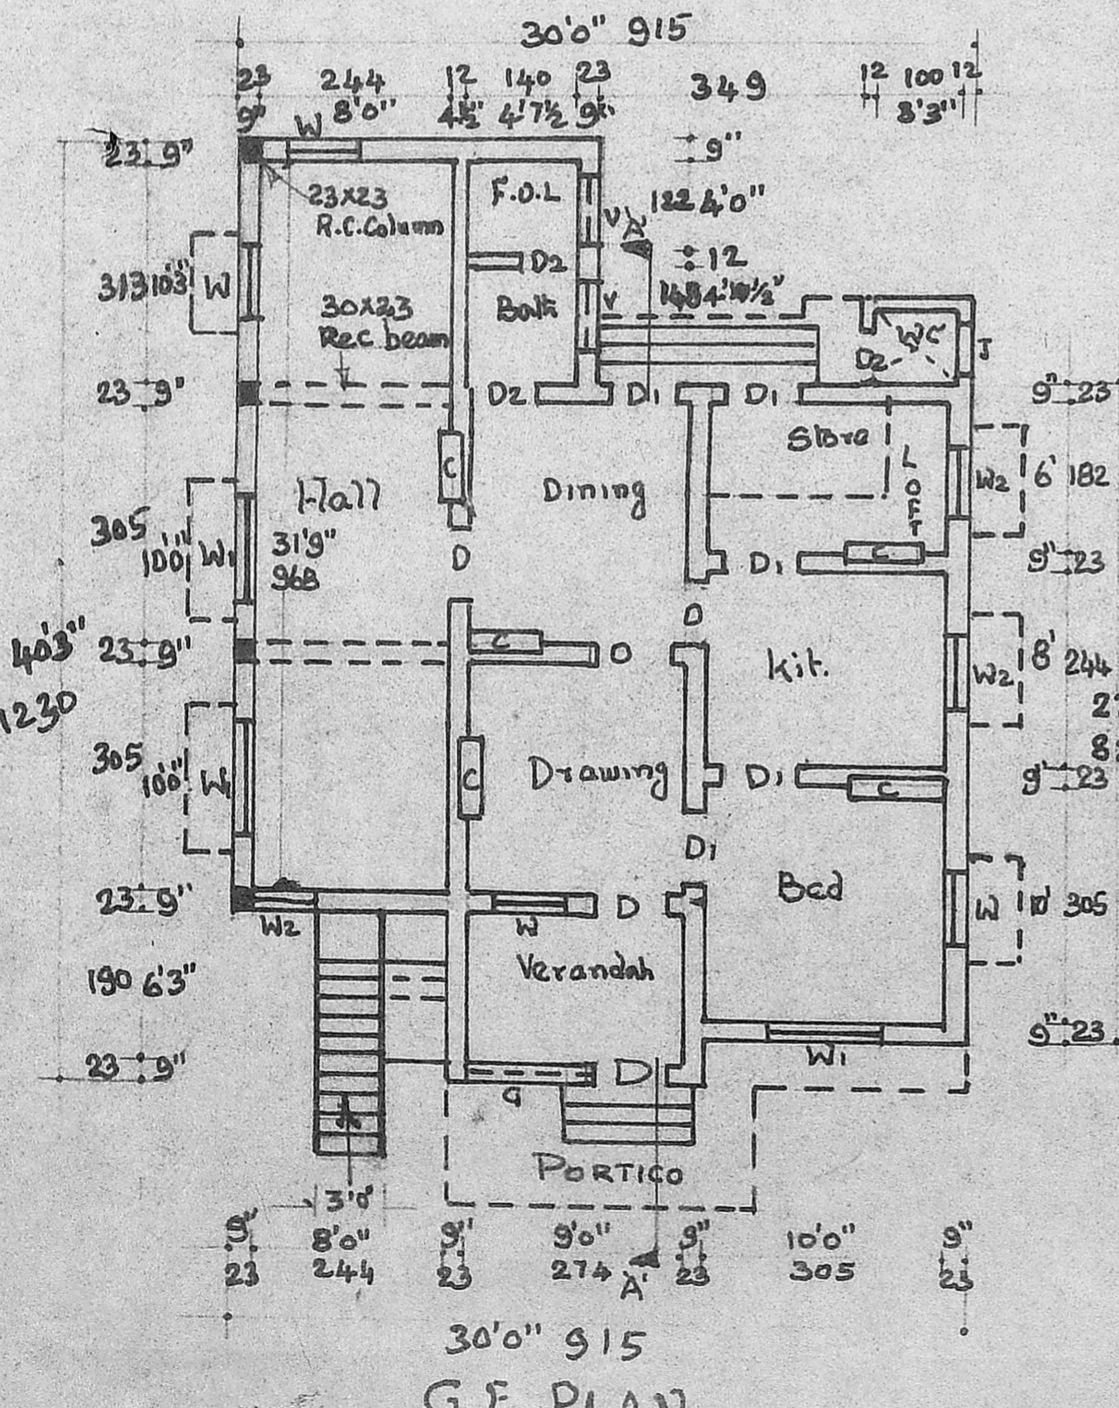 30'0" 915
23 244 12 140 23 349 12 100 12
9" 8'0" 4½" 4'7½ 9" 3'3"
W
23 9"
9"
F.O.L
23x23
R.C.Column
V
A'
122 4'0"
313 10'3"
W
D2
12
30x23
Rec beam
Bath
V
WC
D2
J
23 9"
D2
D1
D1
9" 23
Store
C
LOFT
W2
6' 182
Hall
Dining
305
10'0"
W1
31'9"
968
D
D1
C
9" 23
D
40'3"
1230
23 9"
C
D
Kit.
W2
8' 244
305
10'0"
W1
C
Drawing
D1
C
9" 23
D1
Bed
23 9"
W2
W
D
W
10' 305
190 6'3"
Verandah
23 9"
G
D
W1
9" 23
PORTICO
3'0"
9" 8'0" 9" 9'0" 9" 10'0" 9"
23 244 23 274 A' 23 305 23
30'0" 915
G.F. PLAN